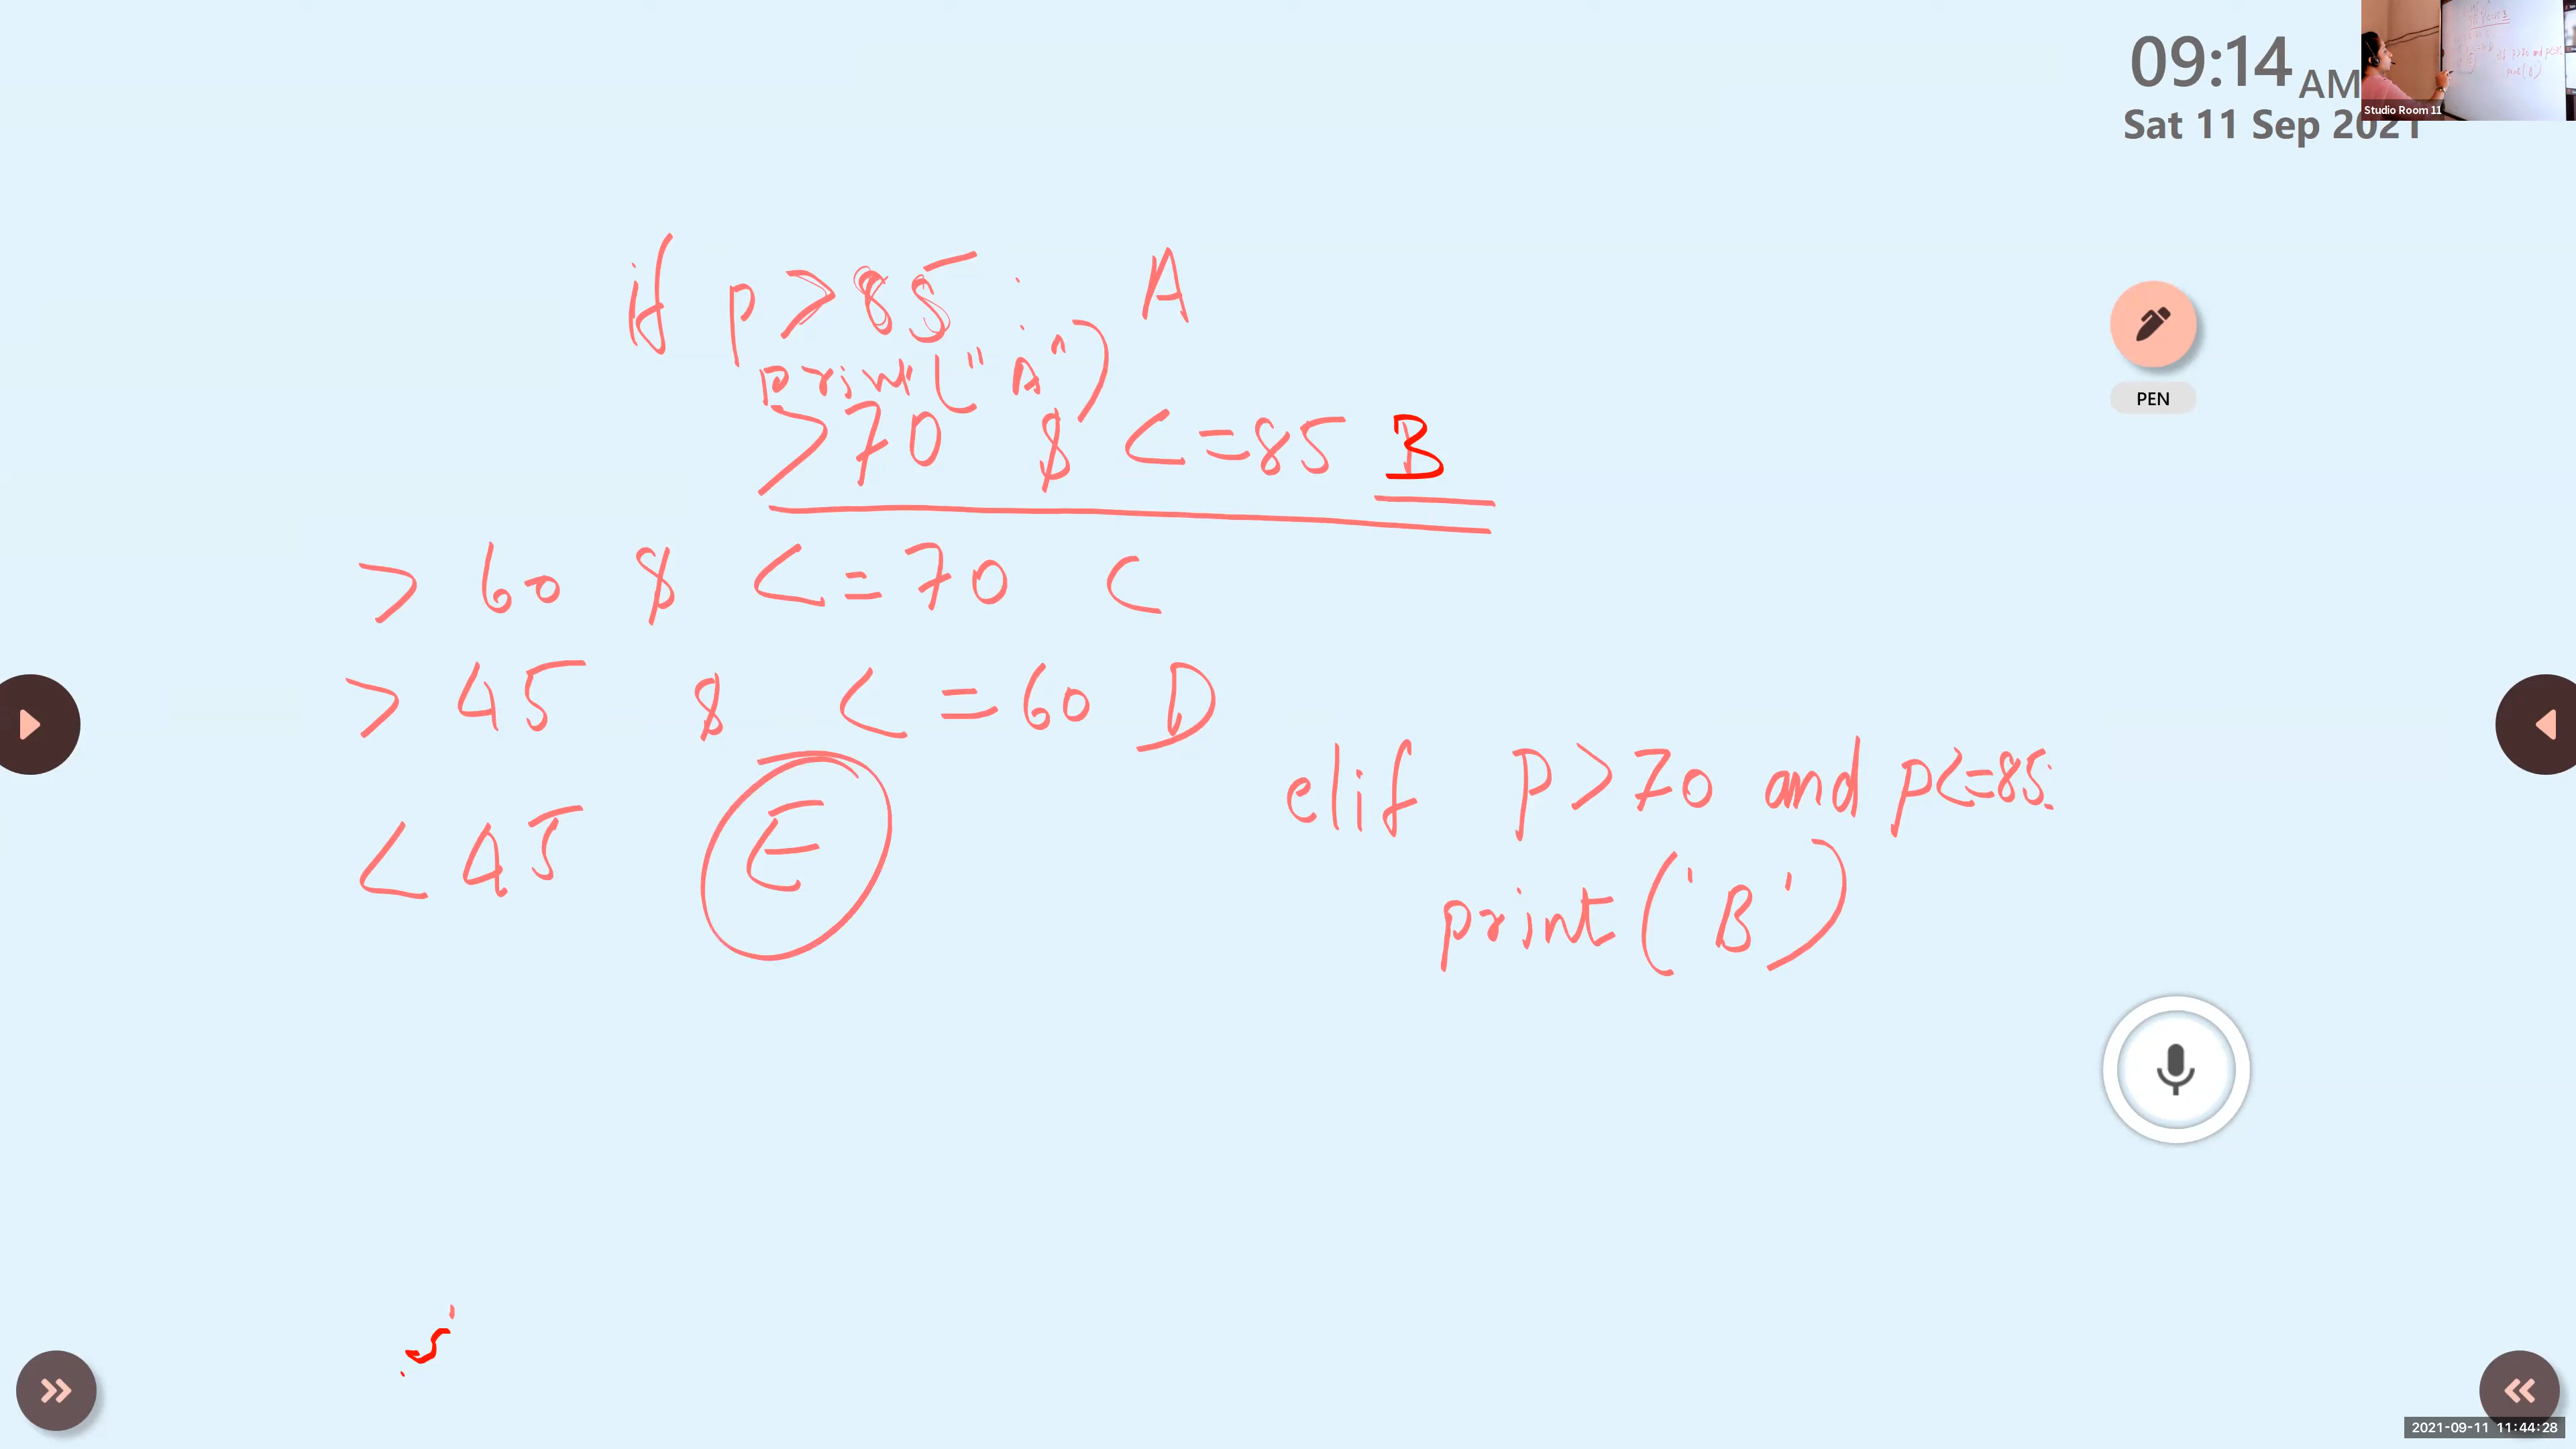 09:14 AM
Sat 11 Sep 2021
Studio Room 11
if p>85 : A
print("A")
>70 & <=85 B
>60 & <=70 C
>45 & <=60 D
<45 E
elif p>70 and p<=85:
print('B')
PEN
2021-09-11 11:44:28